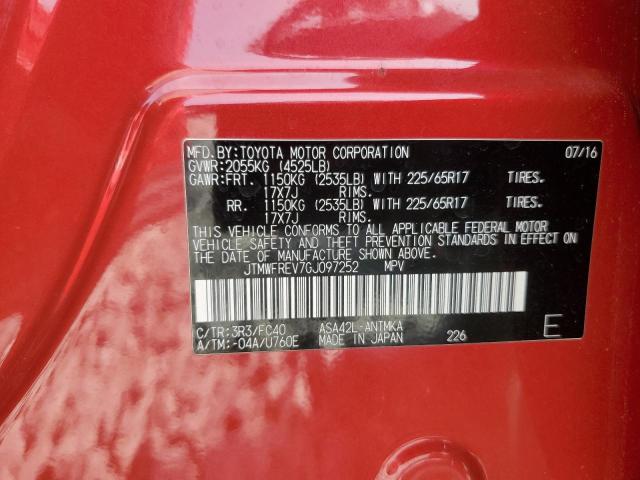 MFD.BY:TOYOTA MOTOR CORPORATION 07/16
GVWR:2055KG (4525LB)
GAWR:FRT. 1150KG (2535LB) WITH 225/65R17 TIRES.
17X7J RIMS.
RR. 1150KG (2535LB) WITH 225/65R17 TIRES.
17X7J RIMS.
THIS VEHICLE CONFORMS TO ALL APPLICABLE FEDERAL MOTOR
VEHICLE SAFETY AND THEFT PREVENTION STANDARDS IN EFFECT ON
THE DATE OF MANUFACTURE SHOWN ABOVE.
JTMWFREV7GJ097252 MPV
C/TR:3R3/FC40 ASA42L-ANTMKA
A/TM:-04A/U760E MADE IN JAPAN 226 E